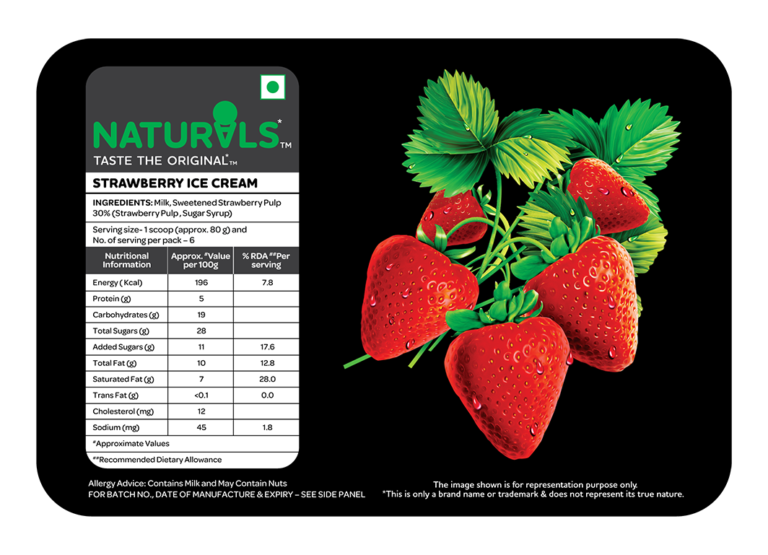 NATURALS*™
TASTE THE ORIGINAL*™
STRAWBERRY ICE CREAM
INGREDIENTS: Milk, Sweetened Strawberry Pulp
30% (Strawberry Pulp , Sugar Syrup)
Serving size- 1 scoop (approx. 80 g) and
No. of serving per pack – 6
Nutritional Information Approx. #Value per 100g % RDA ##Per serving
Energy ( Kcal) 196 7.8
Protein (g) 5
Carbohydrates (g) 19
Total Sugars (g) 28
Added Sugars (g) 11 17.6
Total Fat (g) 10 12.8
Saturated Fat (g) 7 28.0
Trans Fat (g) <0.1 0.0
Cholesterol (mg) 12
Sodium (mg) 45 1.8
#Approximate Values
##Recommended Dietary Allowance
Allergy Advice: Contains Milk and May Contain Nuts
FOR BATCH NO., DATE OF MANUFACTURE & EXPIRY – SEE SIDE PANEL
The image shown is for representation purpose only.
*This is only a brand name or trademark & does not represent its true nature.